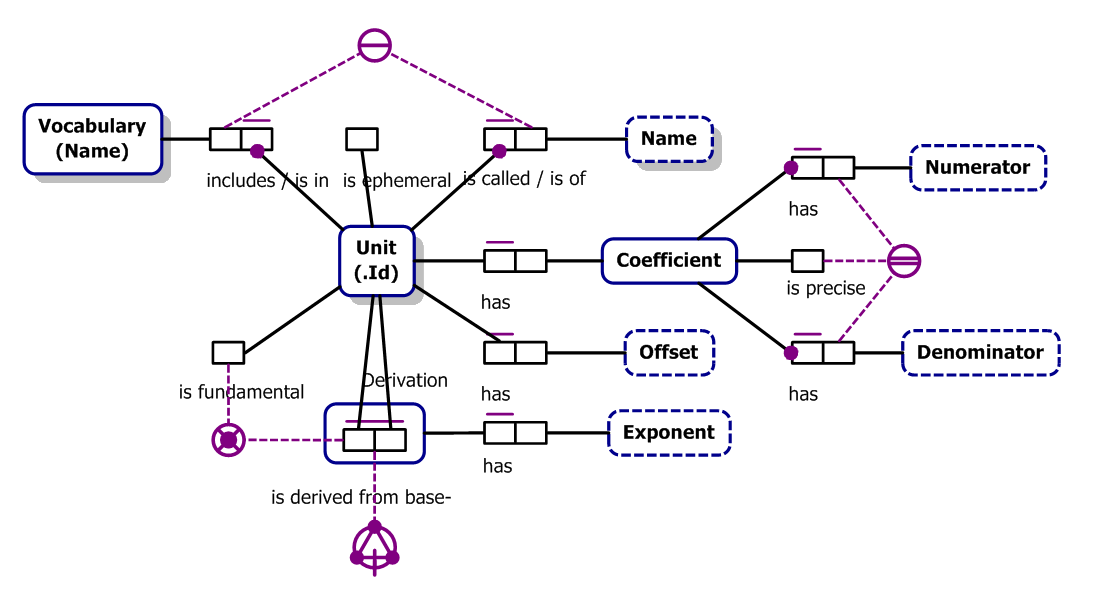 Vocabulary
(Name)
Name
includes / is in
is ephemeral
is called / is of
Numerator
has
Unit
(.Id)
Coefficient
is precise
has
Offset
Denominator
is fundamental
Derivation
has
has
Exponent
has
is derived from base-